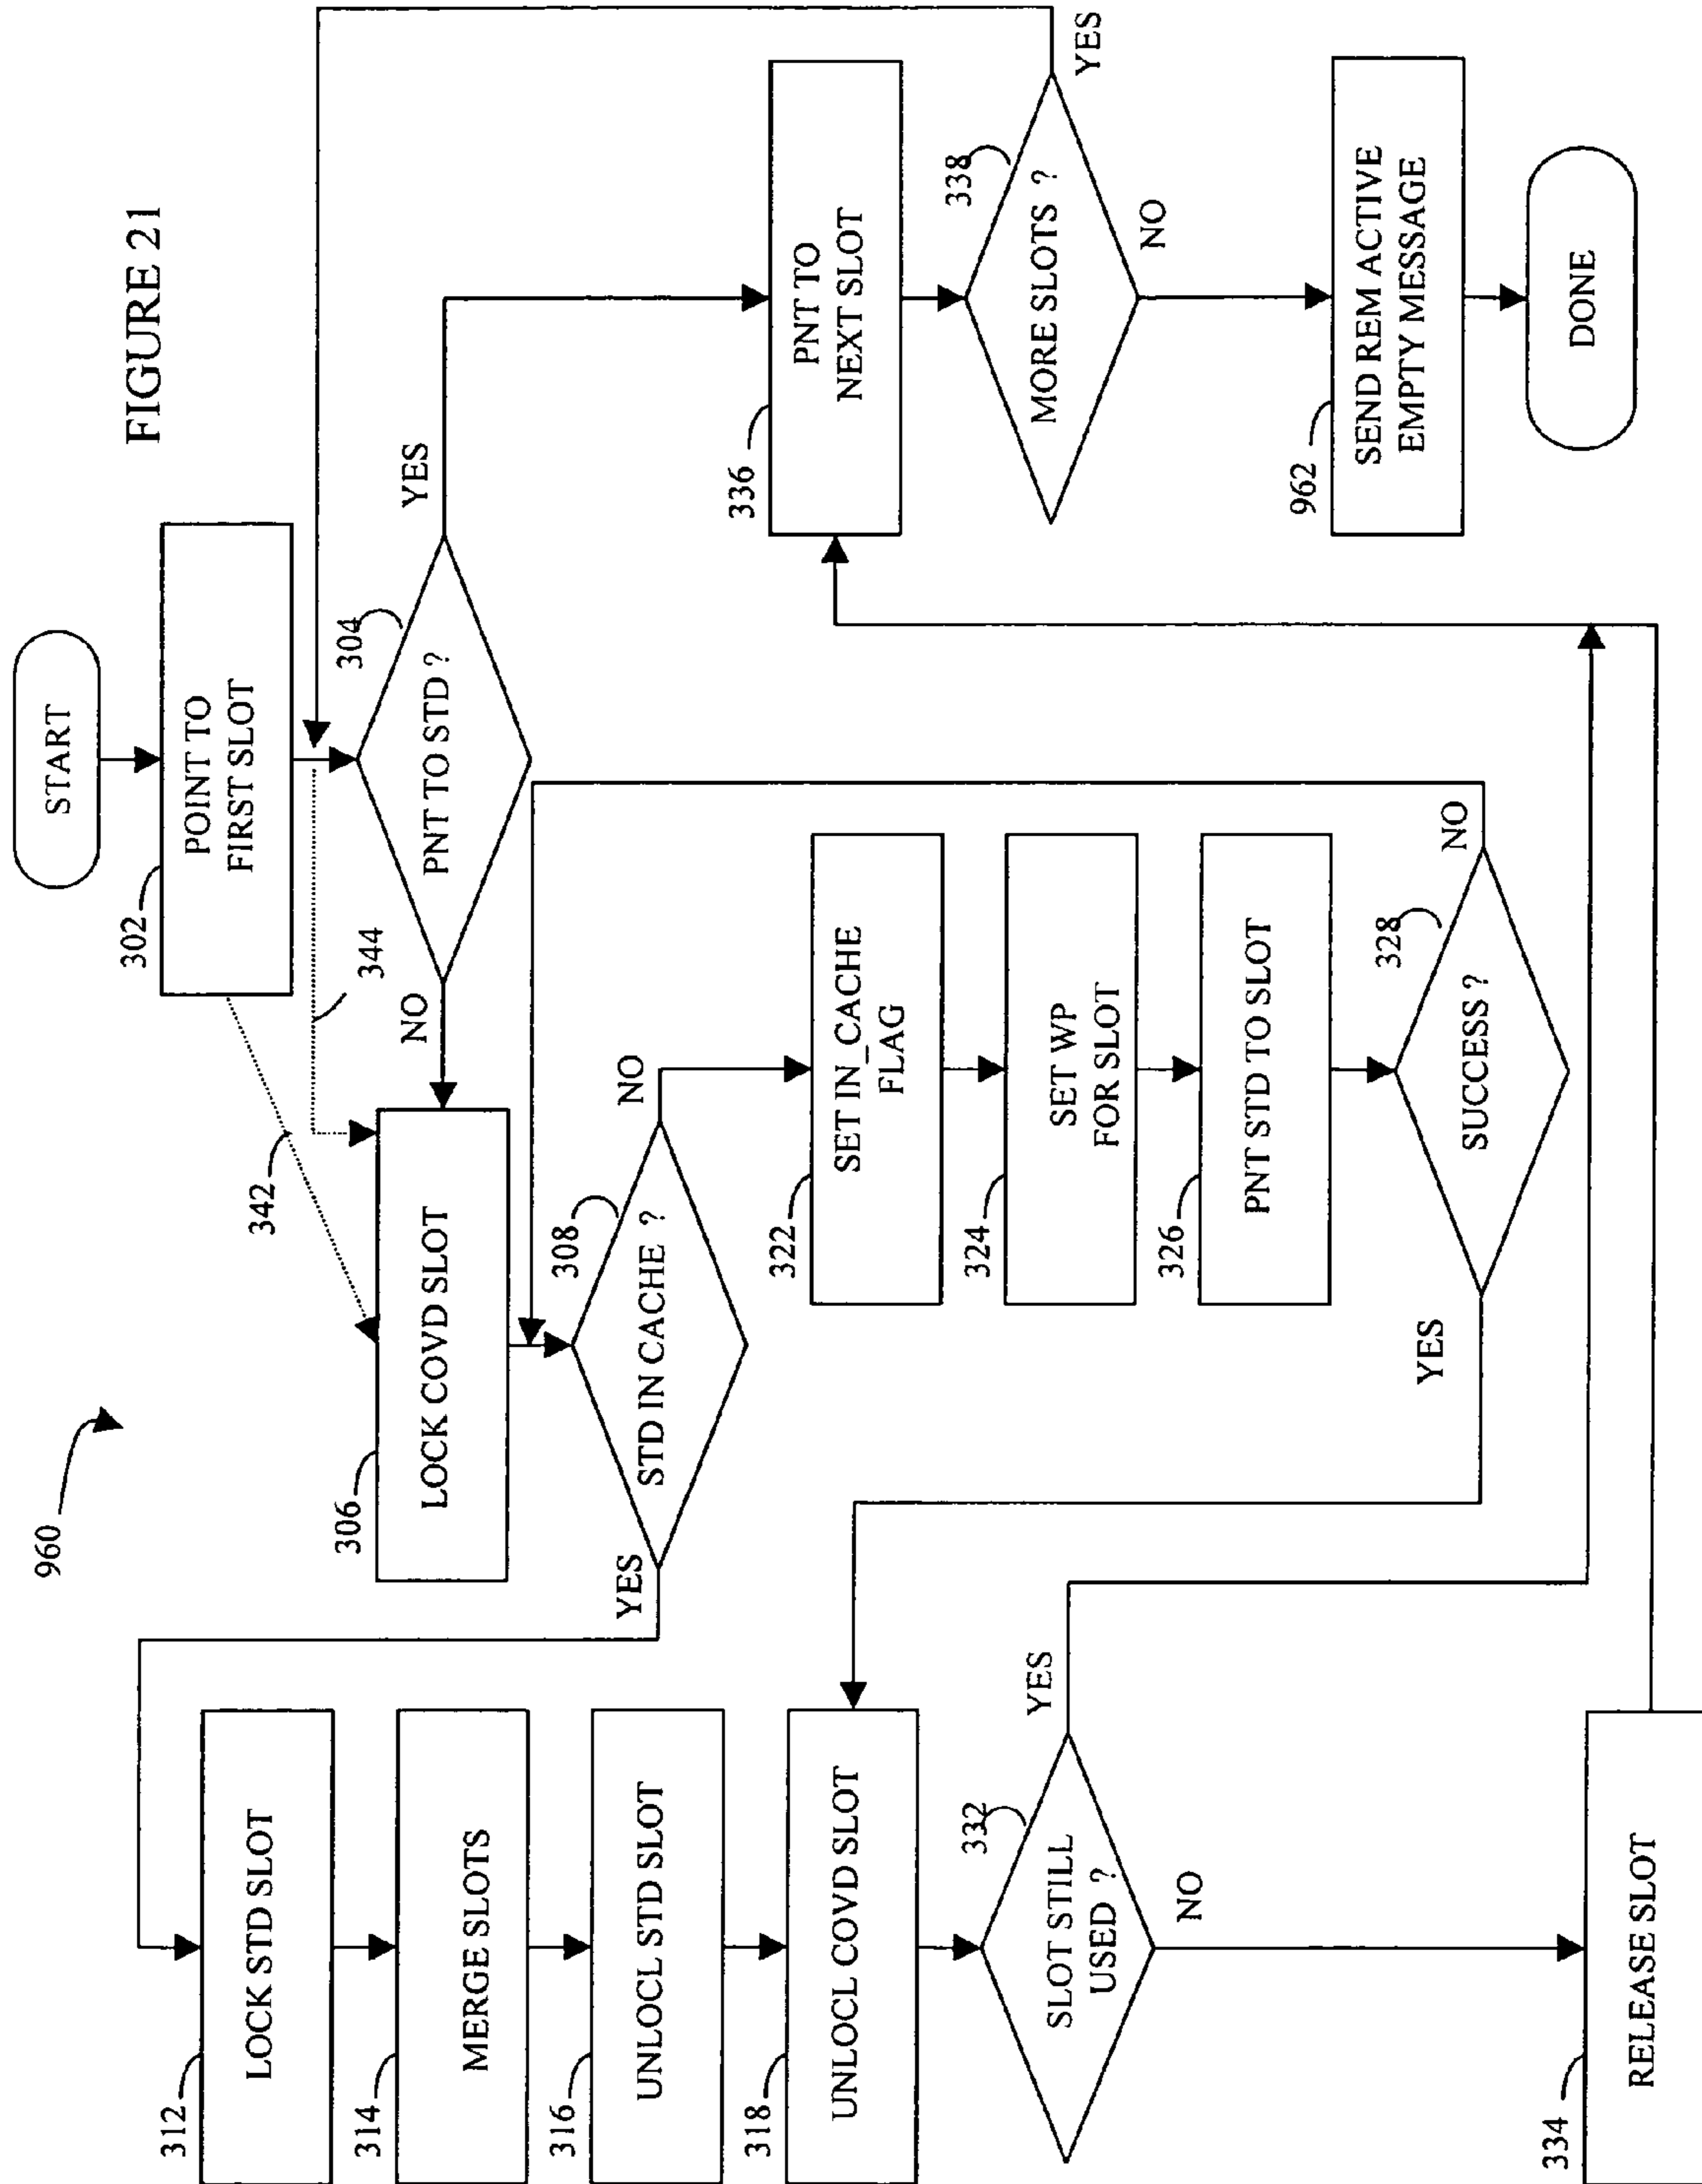 FIGURE 21
960
START
302
POINT TO
FIRST SLOT
342
344
304
PNT TO STD ?
YES
NO
306
LOCK COVD SLOT
308
STD IN CACHE ?
YES
NO
312
LOCK STD SLOT
314
MERGE SLOTS
316
UNLOCL STD SLOT
318
UNLOCL COVD SLOT
332
SLOT STILL
USED ?
YES
NO
334
RELEASE SLOT
322
SET IN_CACHE
FLAG
324
SET WP
FOR SLOT
326
PNT STD TO SLOT
328
SUCCESS ?
YES
NO
336
PNT TO
NEXT SLOT
338
MORE SLOTS ?
YES
NO
962
SEND REM ACTIVE
EMPTY MESSAGE
DONE